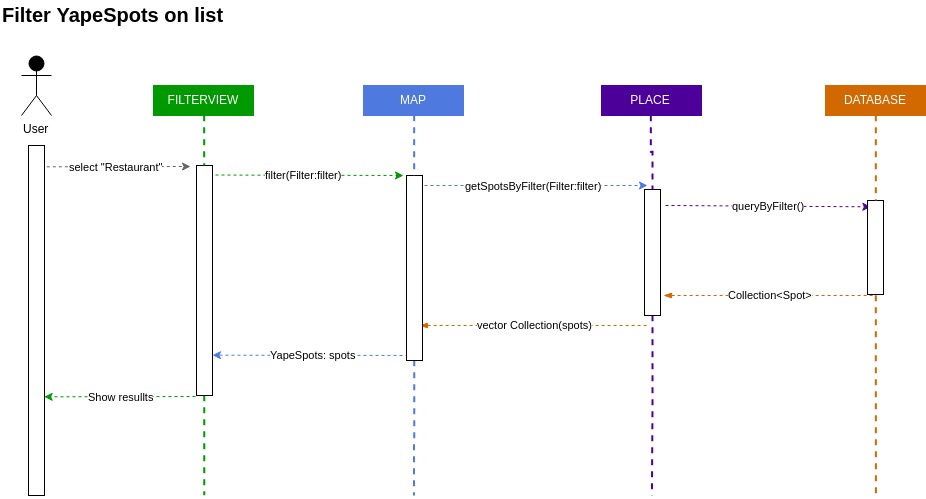 Filter YapeSpots on list
FILTERVIEW
MAP
PLACE
DATABASE
User
select "Restaurant"
filter(Filter:filter)
getSpotsByFilter(Filter:filter)
queryByFilter()
Collection<Spot>
vector Collection(spots)
YapeSpots: spots
Show resullts